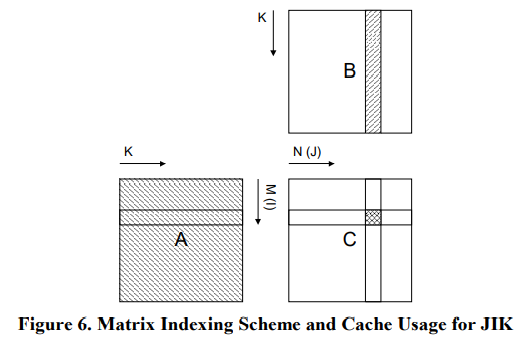 K
B
K
N (J)
M (I)
A
C
Figure 6. Matrix Indexing Scheme and Cache Usage for JIK